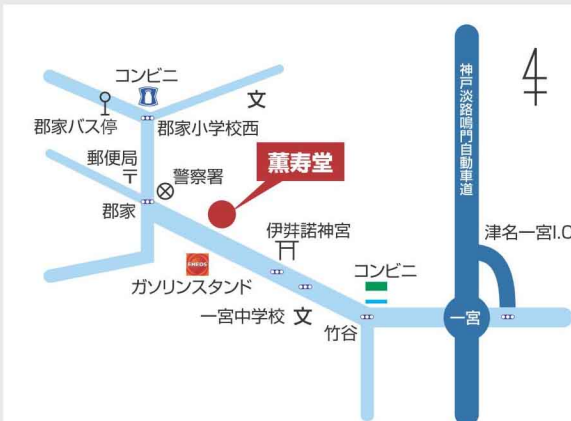 コンビニ
文
郡家バス停
郡家小学校西
郵便局
〒
警察署
薫寿堂
郡家
伊弉諾神宮
ENEOS
ガソリンスタンド
コンビニ
一宮中学校 文
竹谷
神戸淡路鳴門自動車道
津名一宮I.C
一宮